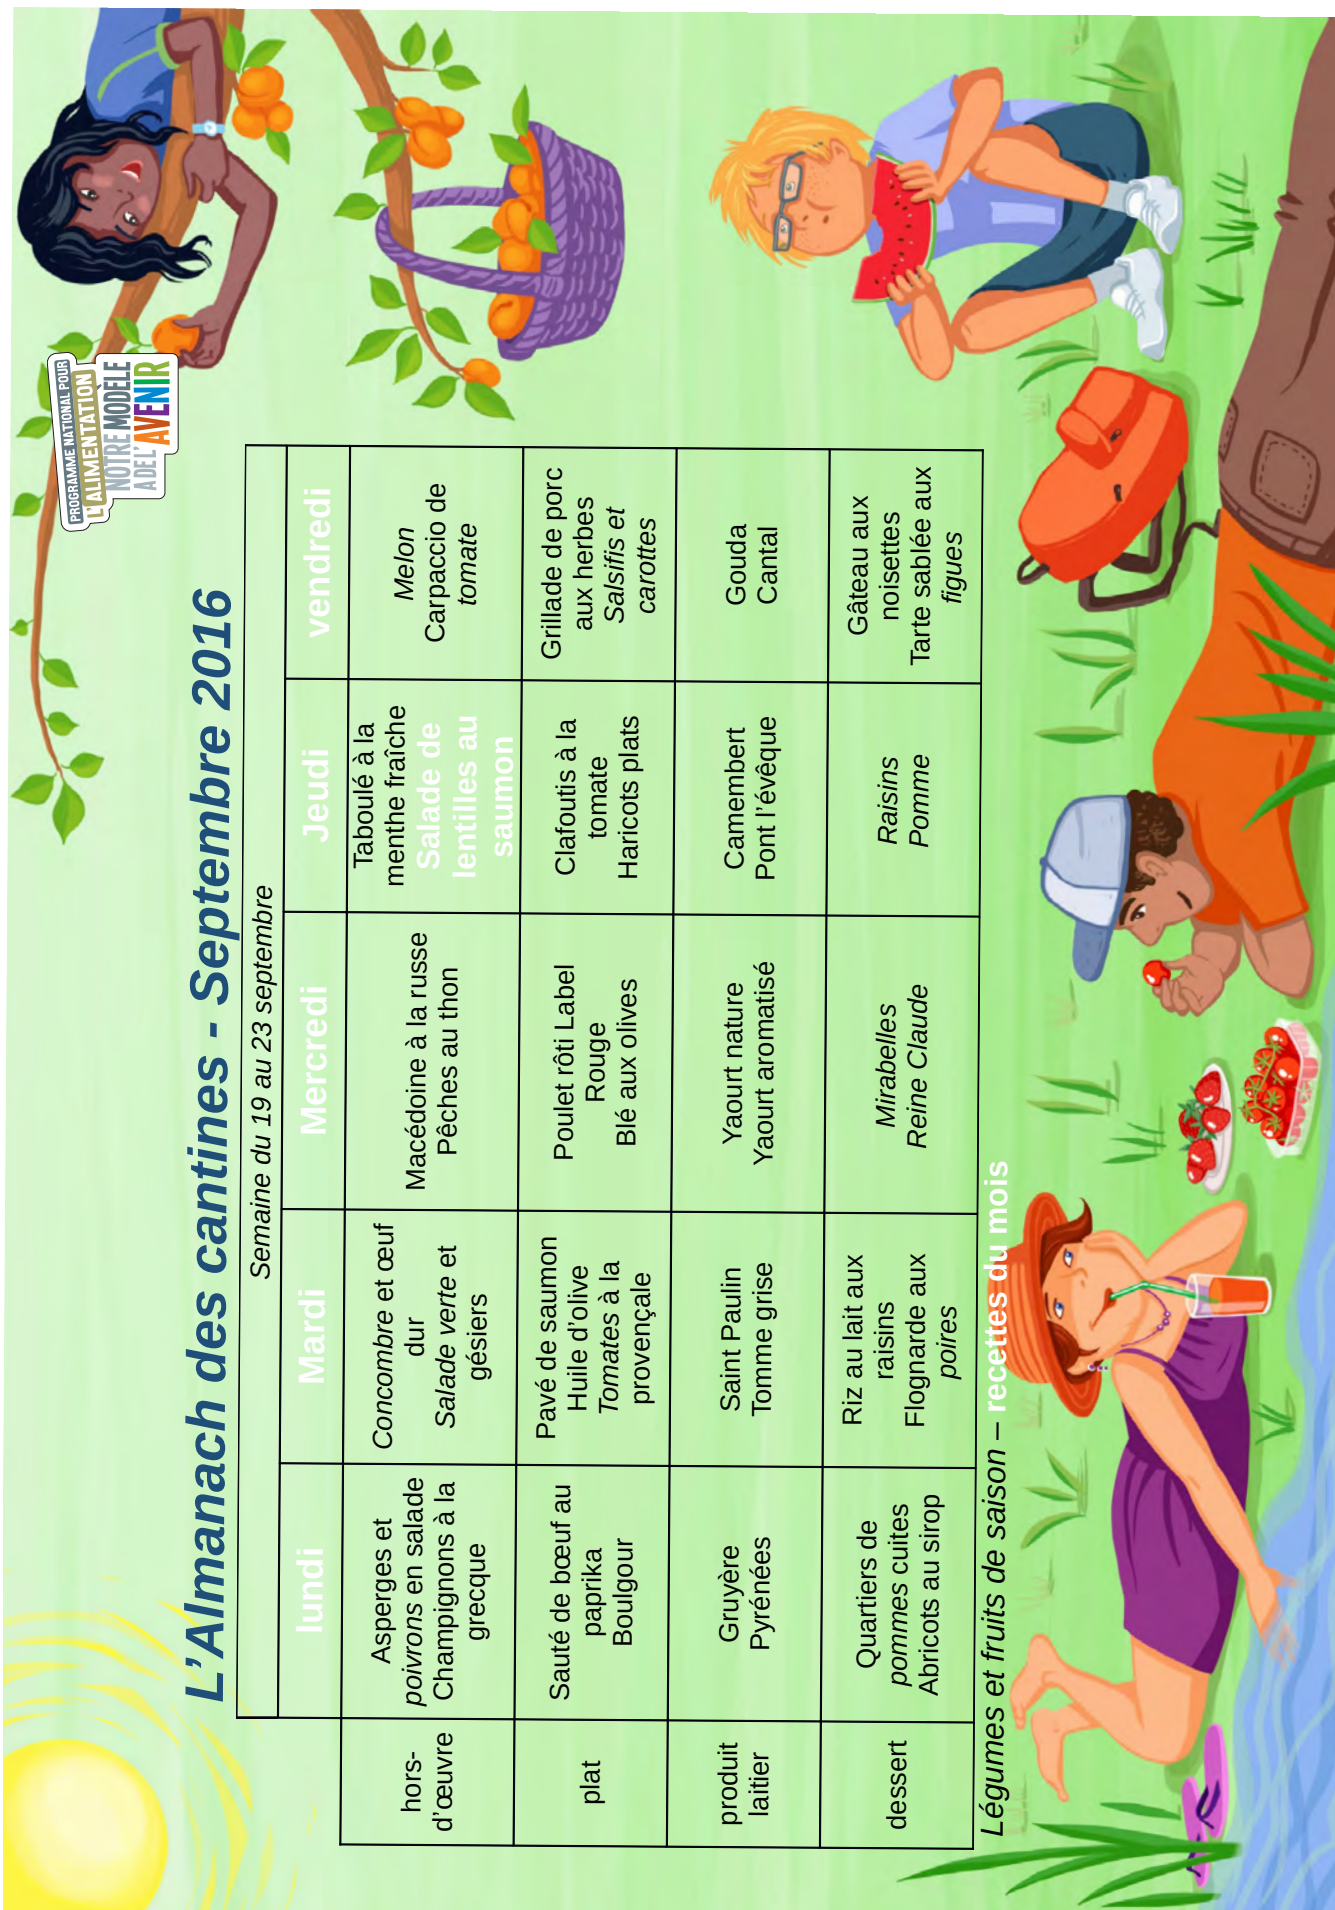 PROGRAMME NATIONAL POUR
L'ALIMENTATION
NOTRE MODÈLE
A DE L'AVENIR
L'Almanach des cantines - Septembre 2016
Semaine du 19 au 23 septembre
lundi
Mardi
Mercredi
Jeudi
vendredi
hors-
d'œuvre
Asperges et
poivrons en salade
Champignons à la
grecque
Concombre et œuf
dur
Salade verte et
gésiers
Macédoine à la russe
Pêches au thon
Taboulé à la
menthe fraîche
Salade de
lentilles au
saumon
Melon
Carpaccio de
tomate
plat
Sauté de bœuf au
paprika
Boulgour
Pavé de saumon
Huile d'olive
Tomates à la
provençale
Poulet rôti Label
Rouge
Blé aux olives
Clafoutis à la
tomate
Haricots plats
Grillade de porc
aux herbes
Salsifis et
carottes
produit
laitier
Gruyère
Pyrénées
Saint Paulin
Tomme grise
Yaourt nature
Yaourt aromatisé
Camembert
Pont l'évêque
Gouda
Cantal
dessert
Quartiers de
pommes cuites
Abricots au sirop
Riz au lait aux
raisins
Flognarde aux
poires
Mirabelles
Reine Claude
Raisins
Pomme
Gâteau aux
noisettes
Tarte sablée aux
figues
Légumes et fruits de saison – recettes du mois